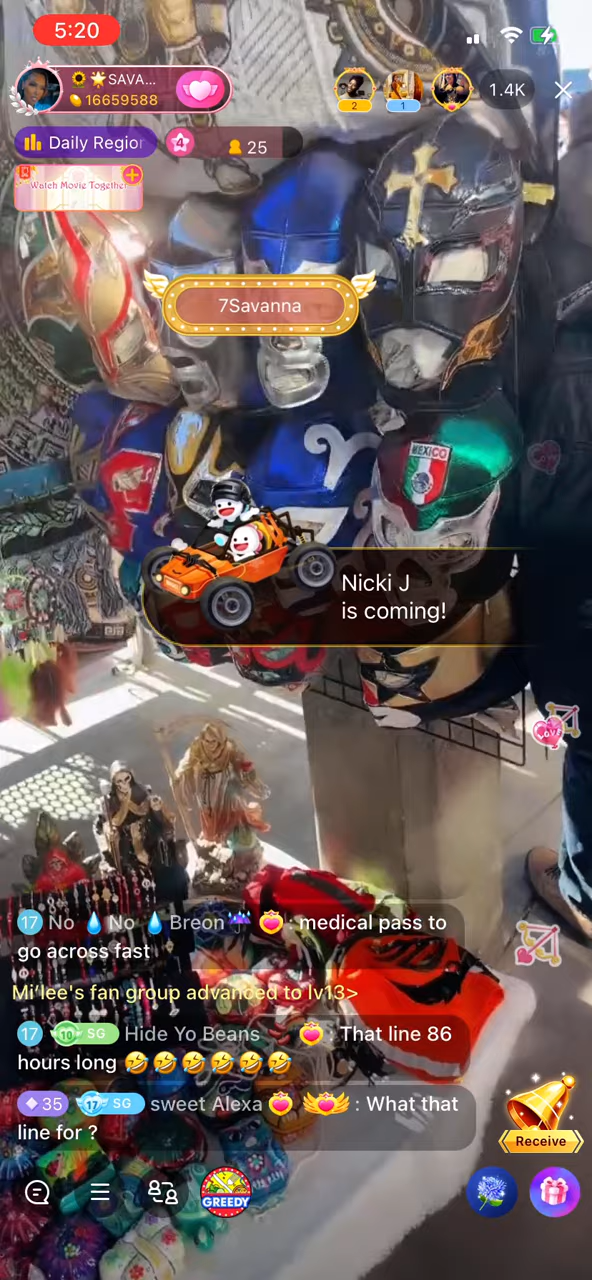 5:20
SAVA...
16659588
2
1
1.4K
Daily Regior
4
25
Watch Movie Together
7Savanna
MEXICO
Nicki J
is coming!
17 No 💧No 💧 Breon☔ : medical pass to
go across fast
Mi'lee's fan group advanced to lv13>
17 10 SG Hide Yo Beans : That line 86
hours long 🤣🤣🤣🤣🤣🤣
35 17 SG sweet Alexa : What that
line for ?
LOVE
Receive
GREEDY